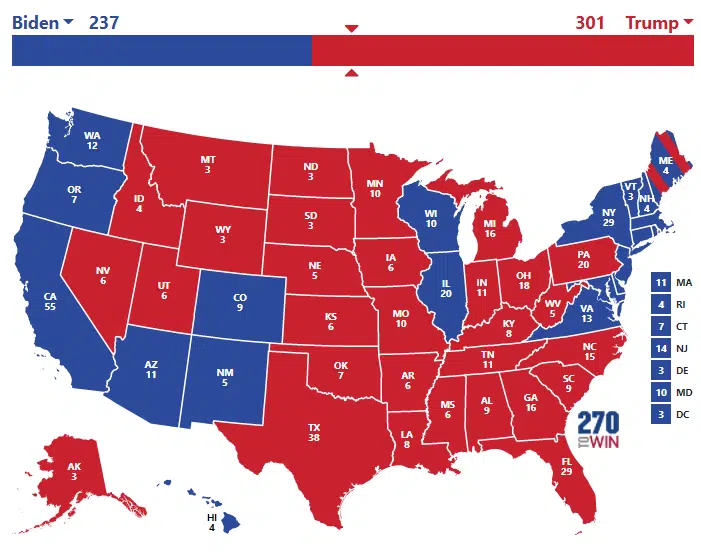 Biden 237
301 Trump
WA
12
OR
7
CA
55
NV
6
ID
4
MT
3
WY
3
UT
6
AZ
11
CO
9
NM
5
ND
3
SD
3
NE
5
KS
6
OK
7
TX
38
MN
10
IA
6
MO
10
AR
6
LA
8
WI
10
IL
20
MI
16
IN
11
OH
18
KY
8
TN
11
MS
6
AL
9
GA
16
FL
29
SC
9
NC
15
VA
13
WV
5
PA
20
NY
29
VT
3
NH
4
ME
4
AK
3
HI
4
11 MA
4 RI
7 CT
14 NJ
3 DE
10 MD
3 DC
270
TO WIN